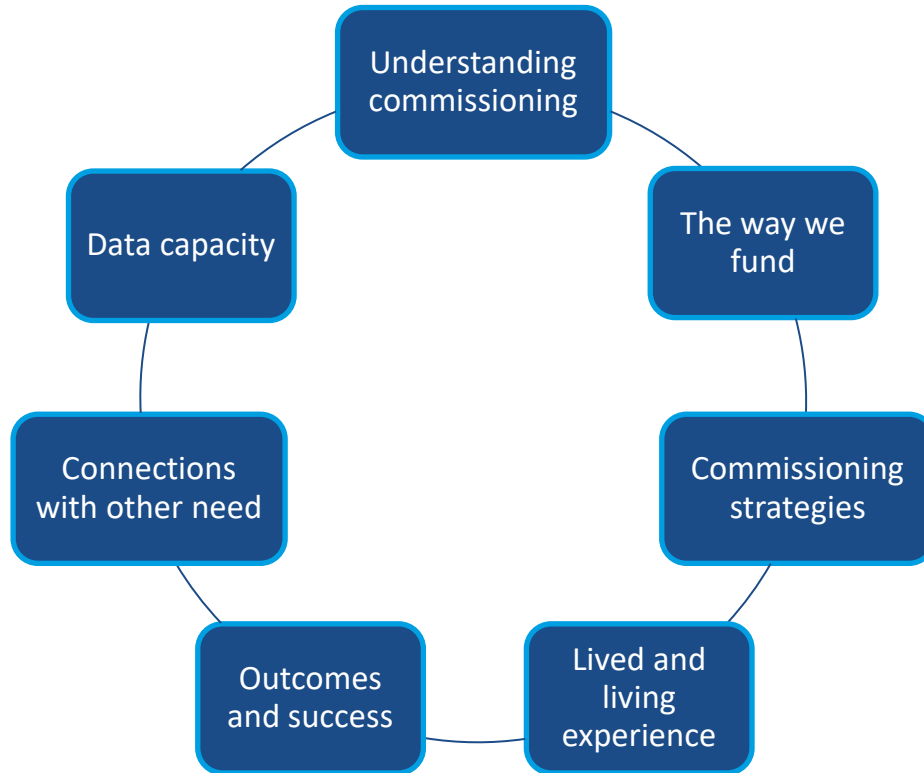 Understanding
commissioning
The way we
fund
Commissioning
strategies
Lived and
living
experience
Outcomes
and success
Connections
with other need
Data capacity